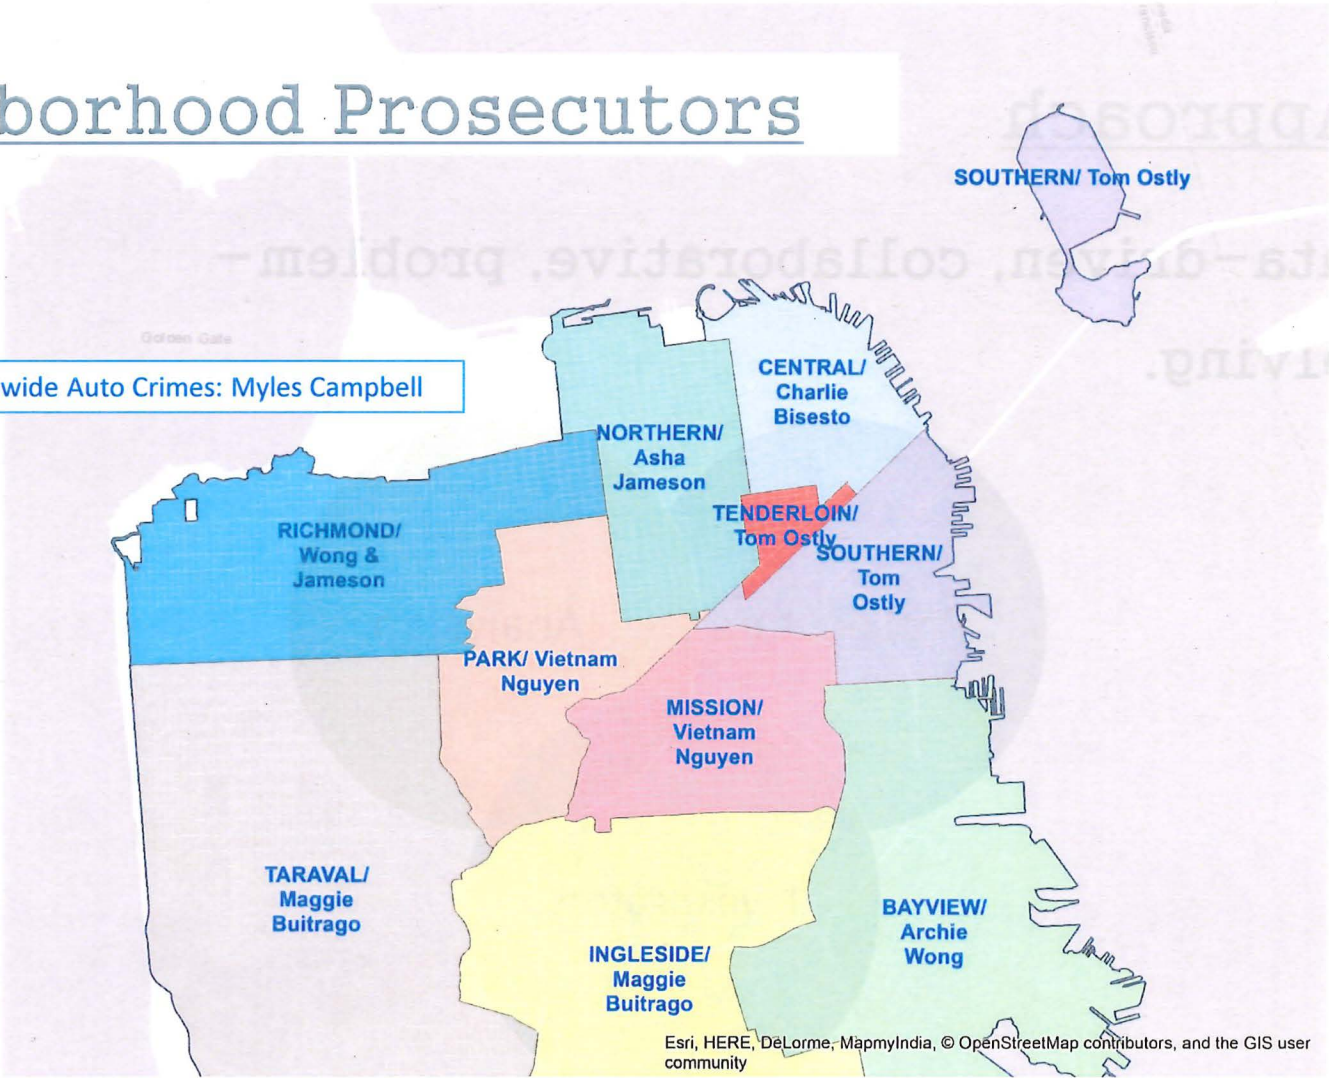 borhood Prosecutors
SOUTHERN/ Tom Ostly
Golden Gate
wide Auto Crimes: Myles Campbell
CENTRAL/
Charlie
Bisesto
NORTHERN/
Asha
Jameson
TENDERLOIN/
Tom Ostly
SOUTHERN/
Tom
Ostly
RICHMOND/
Wong &
Jameson
PARK/ Vietnam
Nguyen
MISSION/
Vietnam
Nguyen
TARAVAL/
Maggie
Buitrago
BAYVIEW/
Archie
Wong
INGLESIDE/
Maggie
Buitrago
Esri, HERE, DeLorme, MapmyIndia, © OpenStreetMap contributors, and the GIS user
community